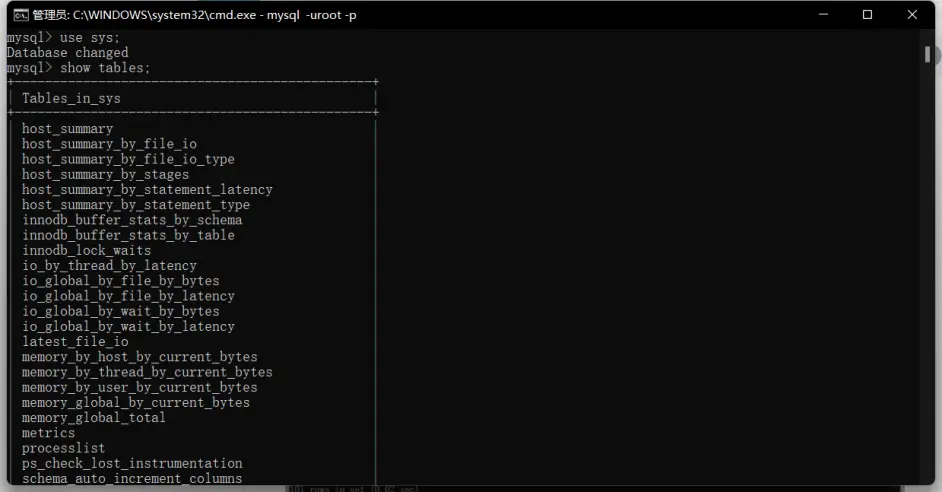 管理员: C:\WINDOWS\system32\cmd.exe - mysql -uroot -p
mysql> use sys;
Database changed
mysql> show tables;
+-----------------------------------------------+
| Tables_in_sys |
+-----------------------------------------------+
| host_summary |
| host_summary_by_file_io |
| host_summary_by_file_io_type |
| host_summary_by_stages |
| host_summary_by_statement_latency |
| host_summary_by_statement_type |
| innodb_buffer_stats_by_schema |
| innodb_buffer_stats_by_table |
| innodb_lock_waits |
| io_by_thread_by_latency |
| io_global_by_file_by_bytes |
| io_global_by_file_by_latency |
| io_global_by_wait_by_bytes |
| io_global_by_wait_by_latency |
| latest_file_io |
| memory_by_host_by_current_bytes |
| memory_by_thread_by_current_bytes |
| memory_by_user_by_current_bytes |
| memory_global_by_current_bytes |
| memory_global_total |
| metrics |
| processlist |
| ps_check_lost_instrumentation |
| schema_auto_increment_columns |